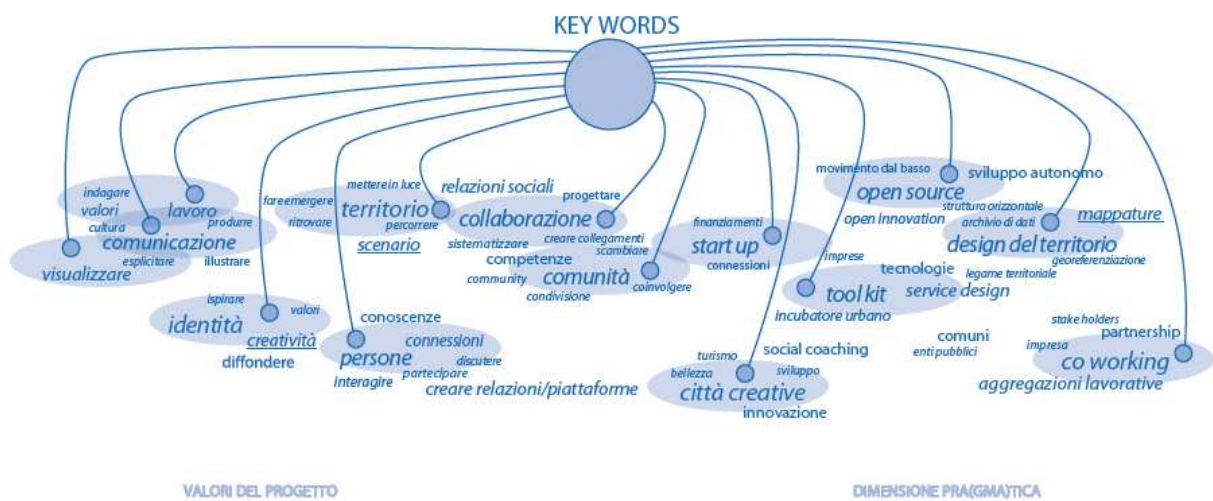 KEY WORDS
indagare
valori
cultura
lavoro
produrre
comunicazione
esplicitare
illustrare
visualizzare
ispirare
valori
identità
creatività
diffondere
mettere in luce
fare emergere
ritrovare
territorio
percorrere
scenario
conoscenze
persone
connessioni
discutere
partecipare
interagire
creare relazioni/piattaforme
relazioni sociali
progettare
collaborazione
creare collegamenti
scambiare
sistematizzare
competenze
community
comunità
coinvolgere
condivisione
finanziamenti
start up
connessioni
turismo
social coaching
bellezza
sviluppo
città creative
innovazione
movimento dal basso
sviluppo autonomo
open source
open innovation
struttura orizzontale
archivio di dati
mappature
design del territorio
georeferenziazione
legame territoriale
imprese
tecnologie
tool kit
service design
incubatore urbano
comuni
enti pubblici
stake holders
partnership
impresa
co working
aggregazioni lavorative
VALORI DEL PROGETTO
DIMENSIONE PRA(GMA)TICA